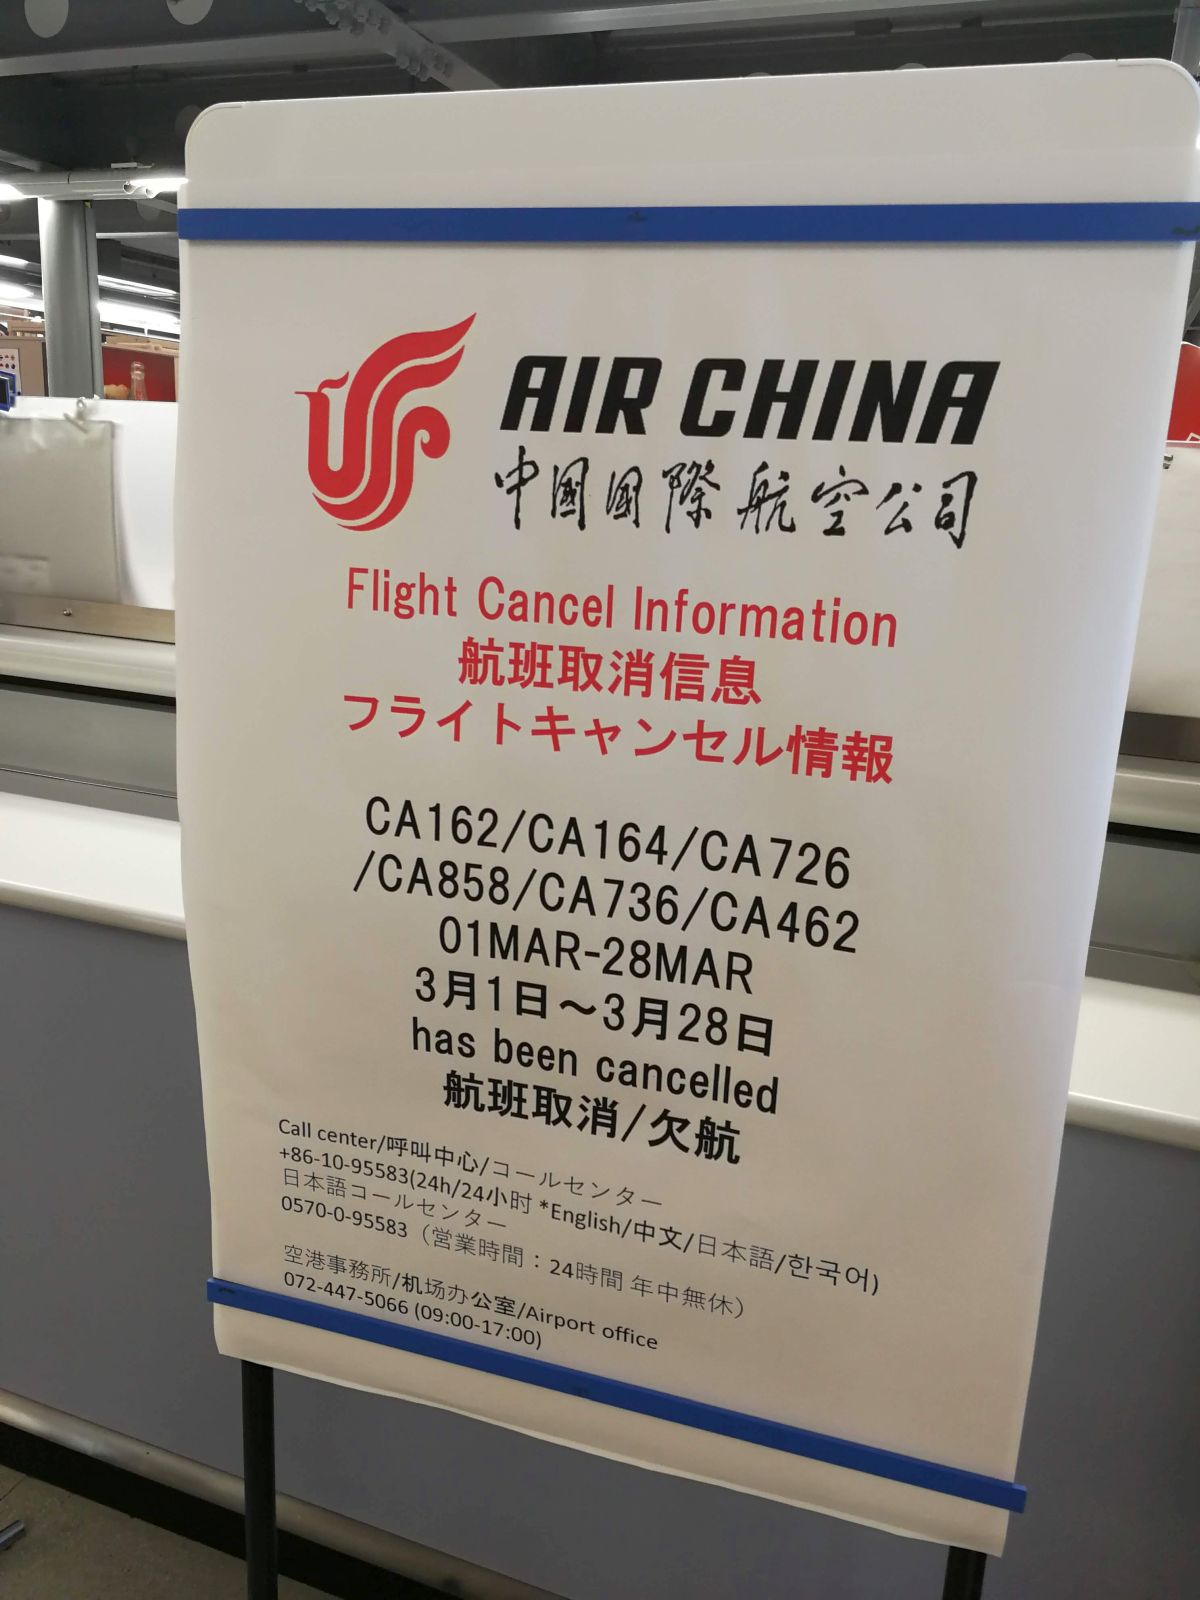 AIR CHINA
中國國際航空公司
Flight Cancel Information
航班取消信息
フライトキャンセル情報
CA162/CA164/CA726
/CA858/CA736/CA462
01MAR-28MAR
3月1日～3月28日
has been cancelled
航班取消/欠航
Call center/呼叫中心/コールセンター
+86-10-95583(24h/24小时 *English/中文/日本語/한국어)
日本語コールセンター
0570-0-95583（営業時間：24時間 年中無休）
空港事務所/机场办公室/Airport office
072-447-5066 (09:00-17:00)